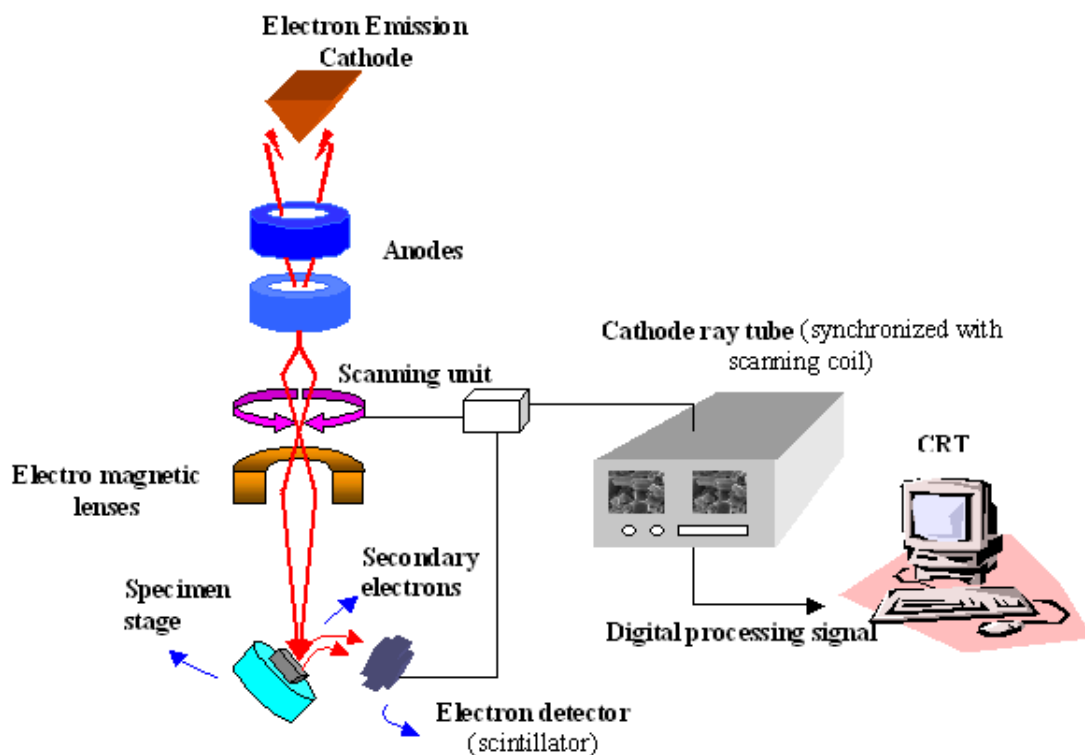 Electron Emission
Cathode
Anodes
Cathode ray tube (synchronized with
scanning coil)
Scanning unit
CRT
Electro magnetic
lenses
Secondary
electrons
Specimen
stage
Digital processing signal
Electron detector
(scintillator)